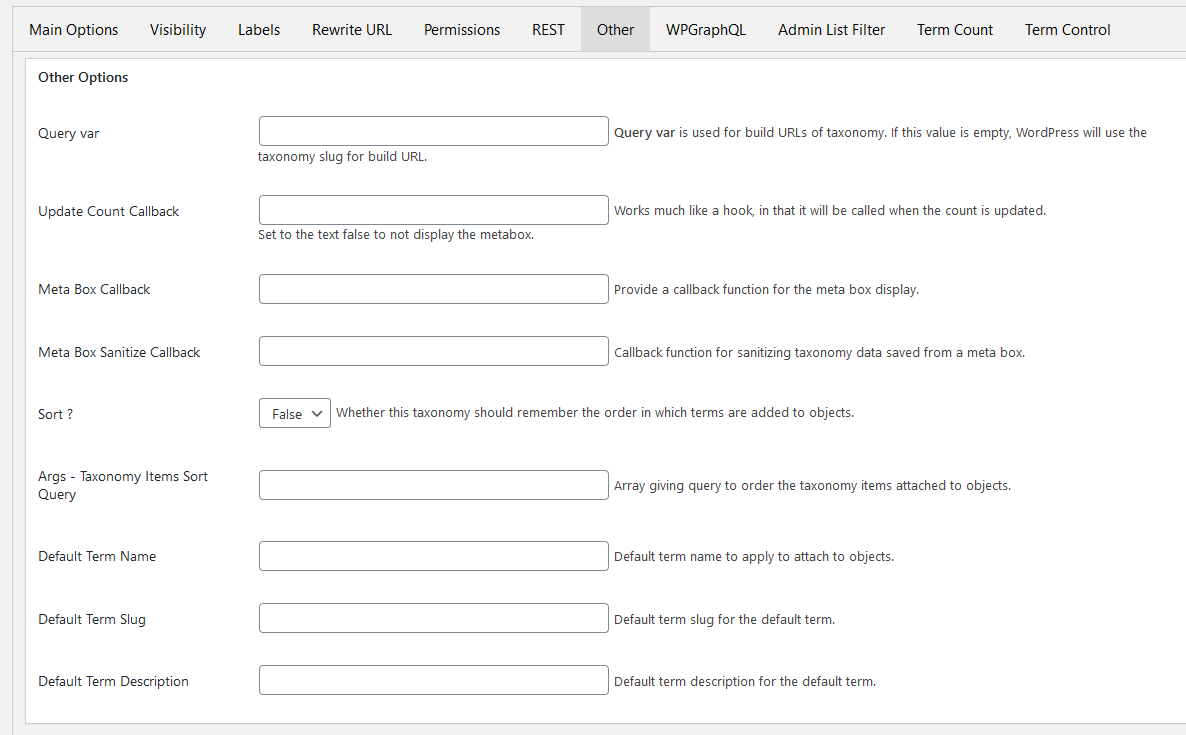 Main Options Visibility Labels Rewrite URL Permissions REST Other WPGraphQL Admin List Filter Term Count Term Control
Other Options
Query var Query var is used for build URLs of taxonomy. If this value is empty, WordPress will use the
taxonomy slug for build URL.
Update Count Callback Works much like a hook, in that it will be called when the count is updated.
Set to the text false to not display the metabox.
Meta Box Callback Provide a callback function for the meta box display.
Meta Box Sanitize Callback Callback function for sanitizing taxonomy data saved from a meta box.
Sort ? False Whether this taxonomy should remember the order in which terms are added to objects.
Args - Taxonomy Items Sort
Query Array giving query to order the taxonomy items attached to objects.
Default Term Name Default term name to apply to attach to objects.
Default Term Slug Default term slug for the default term.
Default Term Description Default term description for the default term.